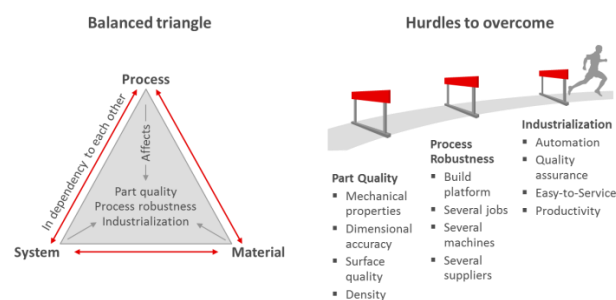 Balanced triangle
Process
In dependency to each other
Affects
Part quality
Process robustness
Industrialization
System
Material
Hurdles to overcome
Part Quality
▪ Mechanical
properties
▪ Dimensional
accuracy
▪ Surface
quality
▪ Density
Process
Robustness
▪ Build
platform
▪ Several jobs
▪ Several
machines
▪ Several
suppliers
Industrialization
▪ Automation
▪ Quality
assurance
▪ Easy-to-Service
▪ Productivity